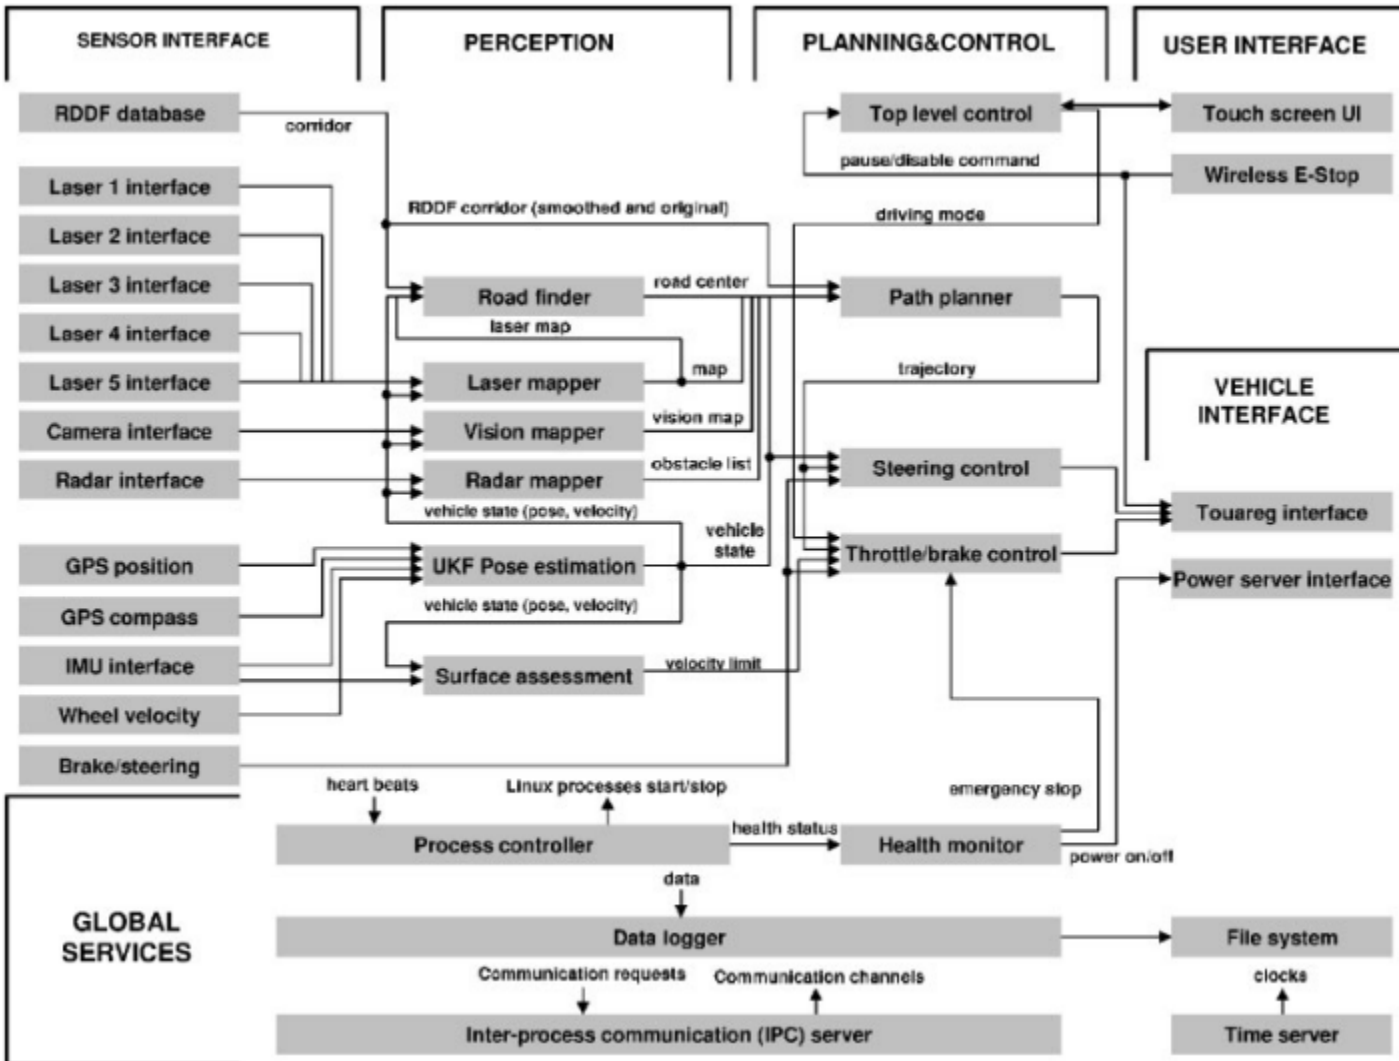 SENSOR INTERFACE
PERCEPTION
PLANNING&CONTROL
USER INTERFACE
RDDF database
corridor
Top level control
Touch screen UI
pause/disable command
Wireless E-Stop
Laser 1 interface
RDDF corridor (smoothed and original)
driving mode
Laser 2 interface
Laser 3 interface
Road finder
road center
Path planner
laser map
Laser 4 interface
Laser 5 interface
Laser mapper
map
trajectory
VEHICLE
INTERFACE
Camera interface
Vision mapper
vision map
Radar interface
Radar mapper
obstacle list
Steering control
vehicle state (pose, velocity)
vehicle
state
Touareg interface
GPS position
UKF Pose estimation
Throttle/brake control
Power server interface
vehicle state (pose, velocity)
GPS compass
IMU interface
Surface assessment
velocity limit
Wheel velocity
Brake/steering
heart beats
Linux processes start/stop
emergency stop
Process controller
health status
Health monitor
power on/off
data
GLOBAL
SERVICES
Data logger
File system
Communication requests
Communication channels
clocks
Inter-process communication (IPC) server
Time server